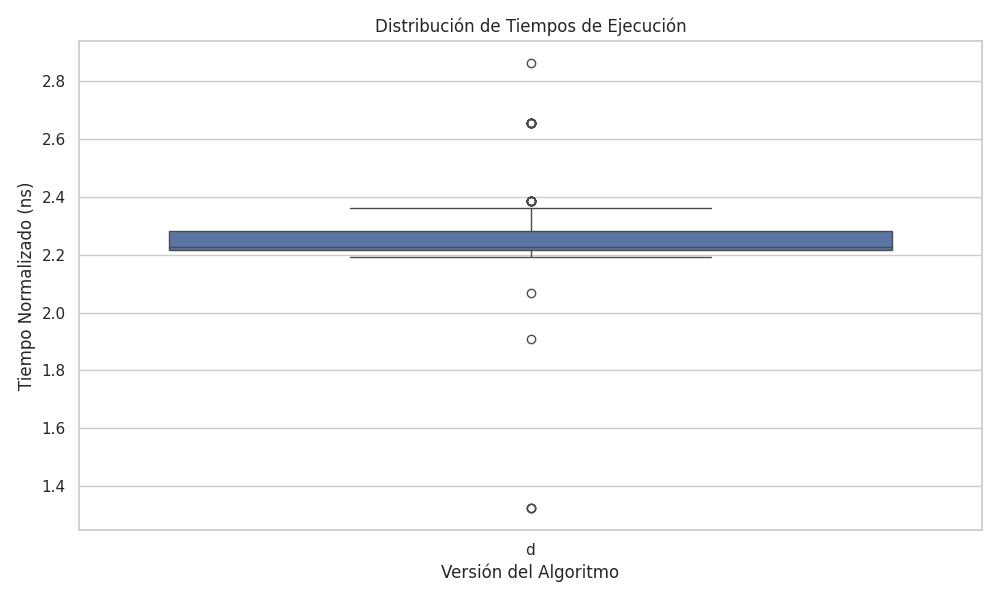 Distribución de Tiempos de Ejecución
Tiempo Normalizado (ns)
2.8
2.6
2.4
2.2
2.0
1.8
1.6
1.4
d
Versión del Algoritmo